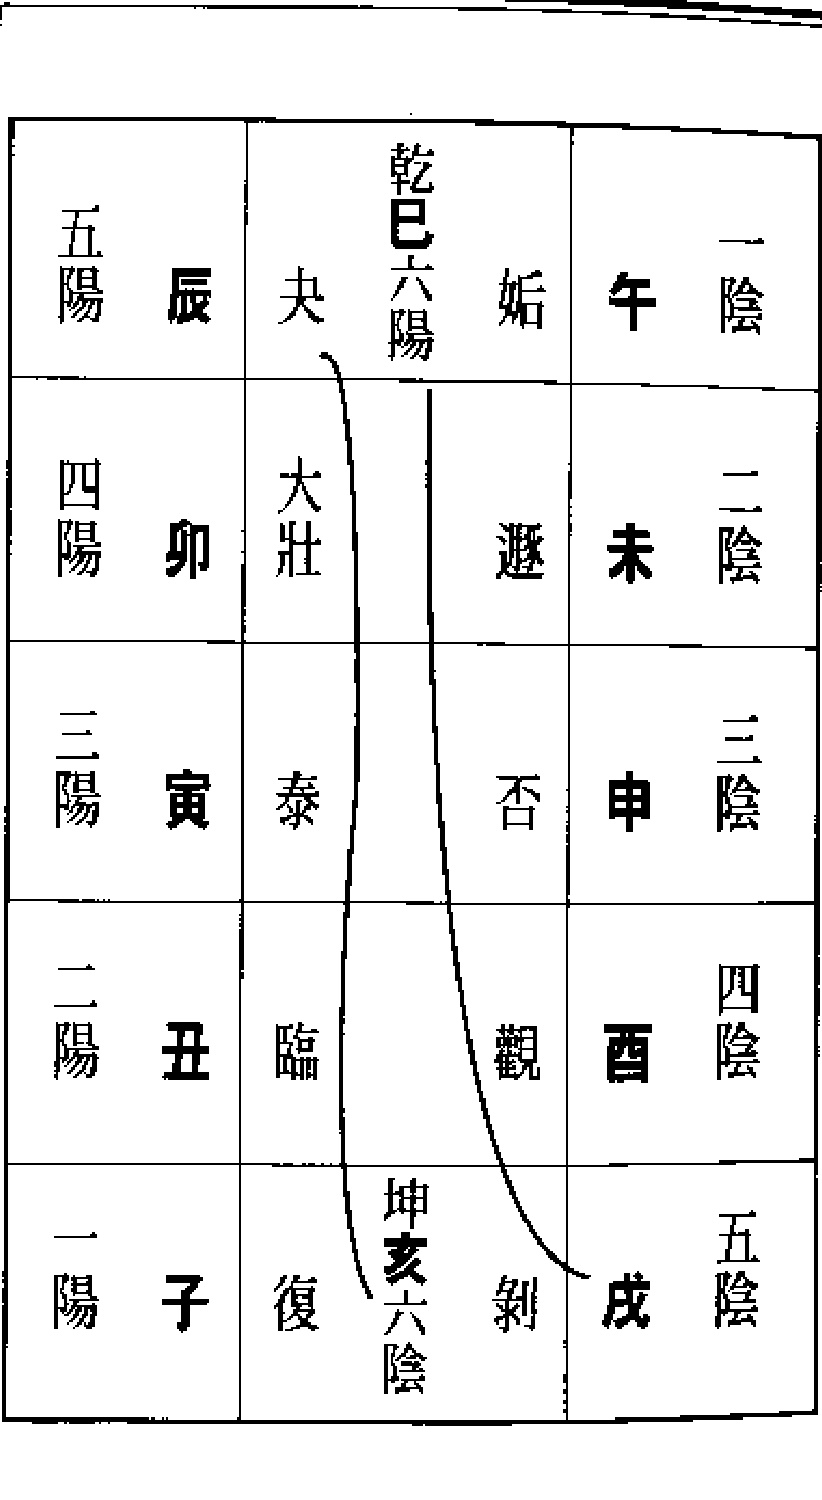 一陰
二陰
三陰
四陰
五陰
午
未
申
酉
戌
姤
遯
否
觀
剝
乾巳六陽
坤亥六陰
夬
大壯
泰
臨
復
辰
卯
寅
丑
子
五陽
四陽
三陽
二陽
一陽